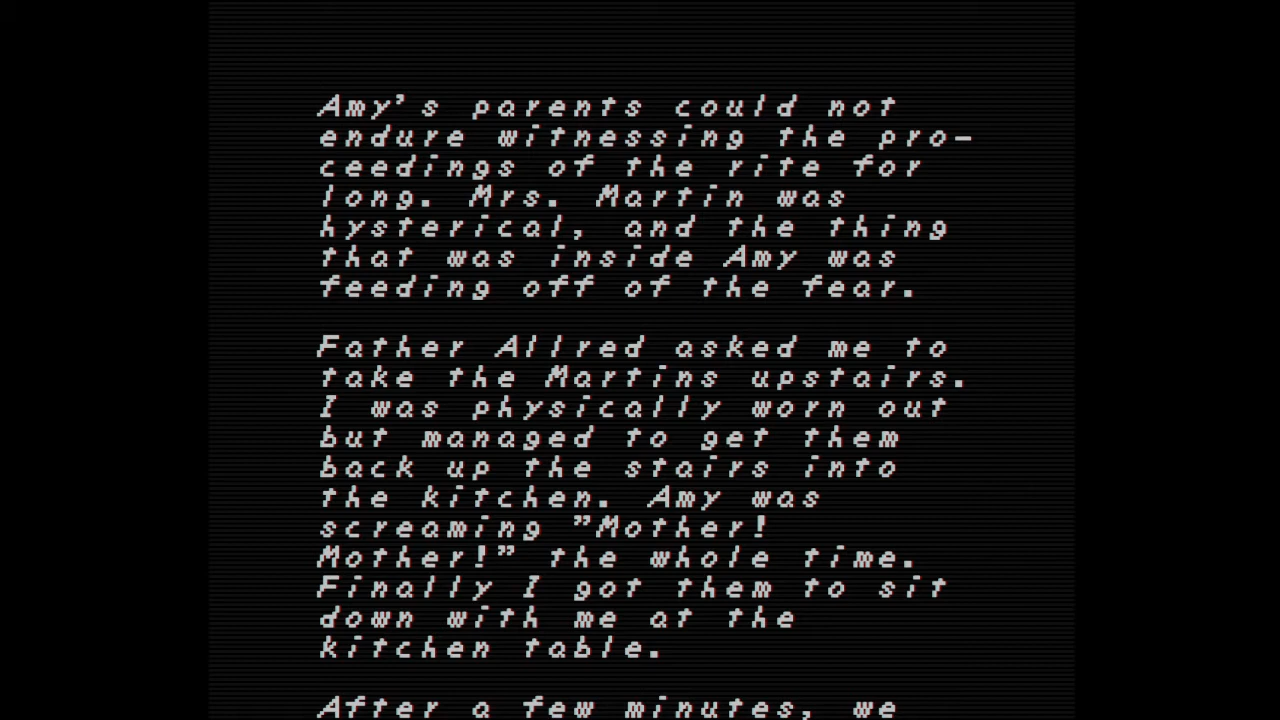 Amy's parents could not
endure witnessing the pro-
ceedings of the rite for
long. Mrs. Martin was
hysterical, and the thing
that was inside Amy was
feeding off of the fear.
Father Allred asked me to
take the Martins upstairs.
I was physically worn out
but managed to get them
back up the stairs into
the kitchen. Amy was
screaming "Mother!
Mother!" the whole time.
Finally I got them to sit
down with me at the
kitchen table.
After a few minutes, we